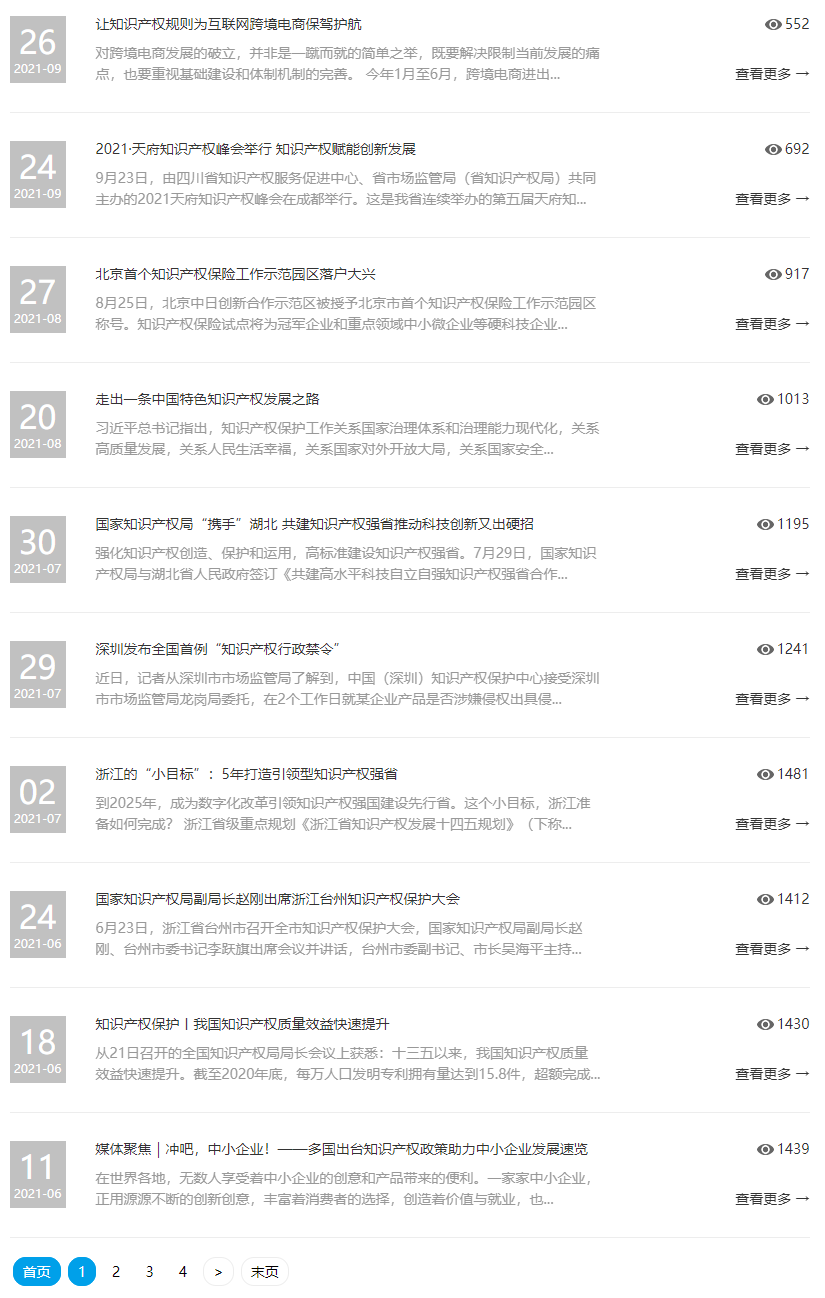 26
2021-09
让知识产权规则为互联网跨境电商保驾护航
552
对跨境电商发展的破立，并非是一蹴而就的简单之举，既要解决限制当前发展的痛
点，也要重视基础建设和体制机制的完善。 今年1月至6月，跨境电商进出...
查看更多 →
24
2021-09
2021·天府知识产权峰会举行 知识产权赋能创新发展
692
9月23日，由四川省知识产权服务促进中心、省市场监管局（省知识产权局）共同
主办的2021天府知识产权峰会在成都举行。这是我省连续举办的第五届天府知...
查看更多 →
27
2021-08
北京首个知识产权保险工作示范园区落户大兴
917
8月25日，北京中日创新合作示范区被授予北京市首个知识产权保险工作示范园区
称号。知识产权保险试点将为冠军企业和重点领域中小微企业等硬科技企业...
查看更多 →
20
2021-08
走出一条中国特色知识产权发展之路
1013
习近平总书记指出，知识产权保护工作关系国家治理体系和治理能力现代化，关系
高质量发展，关系人民生活幸福，关系国家对外开放大局，关系国家安全...
查看更多 →
30
2021-07
国家知识产权局“携手”湖北 共建知识产权强省推动科技创新又出硬招
1195
强化知识产权创造、保护和运用，高标准建设知识产权强省。7月29日，国家知识
产权局与湖北省人民政府签订《共建高水平科技自立自强知识产权强省合作...
查看更多 →
29
2021-07
深圳发布全国首例“知识产权行政禁令”
1241
近日，记者从深圳市市场监管局了解到，中国（深圳）知识产权保护中心接受深圳
市市场监管局龙岗局委托，在2个工作日就某企业产品是否涉嫌侵权出具侵...
查看更多 →
02
2021-07
浙江的“小目标”：5年打造引领型知识产权强省
1481
到2025年，成为数字化改革引领知识产权强国建设先行省。这个小目标，浙江准
备如何完成？ 浙江省级重点规划《浙江省知识产权发展十四五规划》（下称...
查看更多 →
24
2021-06
国家知识产权局副局长赵刚出席浙江台州知识产权保护大会
1412
6月23日，浙江省台州市召开全市知识产权保护大会，国家知识产权局副局长赵
刚、台州市委书记李跃旗出席会议并讲话，台州市委副书记、市长吴海平主持...
查看更多 →
18
2021-06
知识产权保护丨我国知识产权质量效益快速提升
1430
从21日召开的全国知识产权局局长会议上获悉：十三五以来，我国知识产权质量
效益快速提升。截至2020年底，每万人口发明专利拥有量达到15.8件，超额完成...
查看更多 →
11
2021-06
媒体聚焦｜冲吧，中小企业！——多国出台知识产权政策助力中小企业发展速览
1439
在世界各地，无数人享受着中小企业的创意和产品带来的便利。一家家中小企业，
正用源源不断的创新创意，丰富着消费者的选择，创造着价值与就业，也...
查看更多 →
首页 1 2 3 4 > 末页